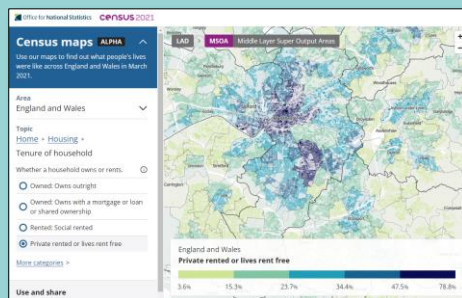 Office for National Statistics census 2021
Census maps ALPHA
Use our maps to find out what people's lives
were like across England and Wales in March
2021.
Area
England and Wales
Topic
Home Housing
Tenure of household
Whether a household owns or rents.
Owned: Owns outright
Owned: Owns with a mortgage or loan
or shared ownership
Rented: Social rented
Private rented or lives rent free
More categories
Use and share
LAD MSOA Middle Layer Super Output Areas
+
−
England and Wales
Private rented or lives rent free
3.6% 15.3% 23.7% 34.4% 47.5% 78.8%